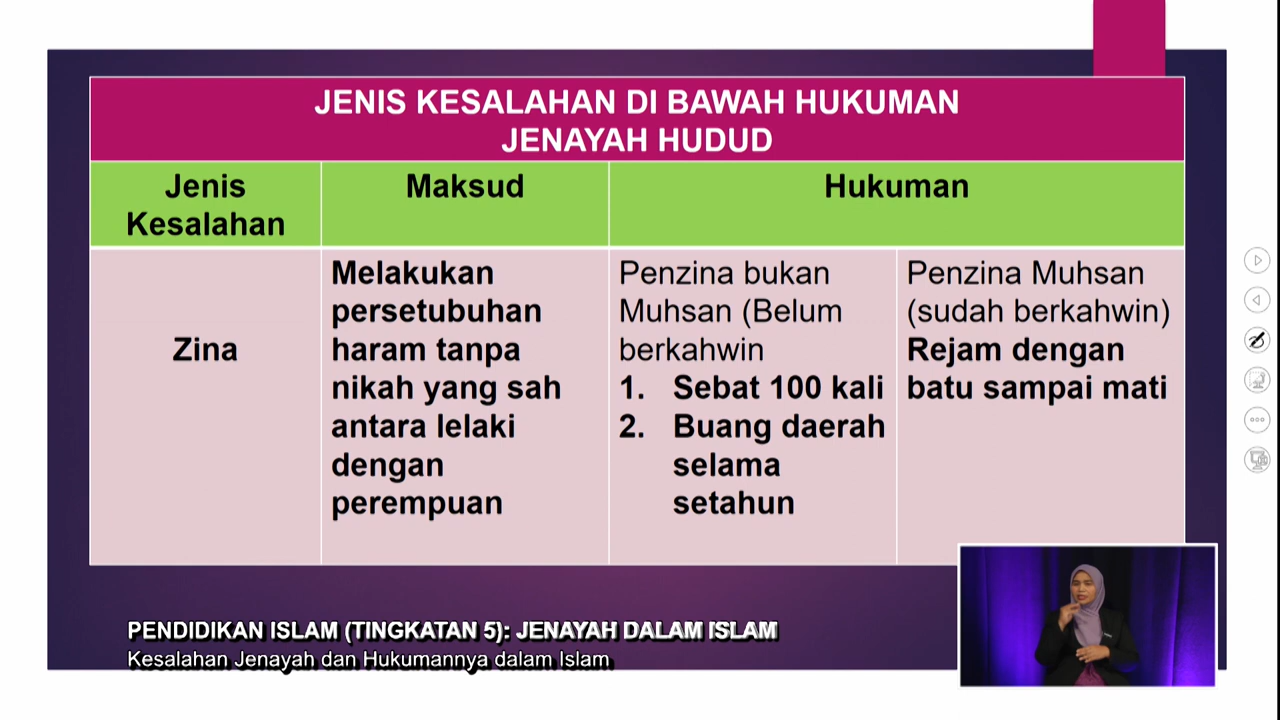 JENIS KESALAHAN DI BAWAH HUKUMAN
JENAYAH HUDUD
Jenis
Kesalahan
Maksud
Hukuman
Zina
Melakukan
persetubuhan
haram tanpa
nikah yang sah
antara lelaki
dengan
perempuan
Penzina bukan
Muhsan (Belum
berkahwin
1. Sebat 100 kali
2. Buang daerah
selama
setahun
Penzina Muhsan
(sudah berkahwin)
Rejam dengan
batu sampai mati
PENDIDIKAN ISLAM (TINGKATAN 5): JENAYAH DALAM ISLAM
Kesalahan Jenayah dan Hukumannya dalam Islam